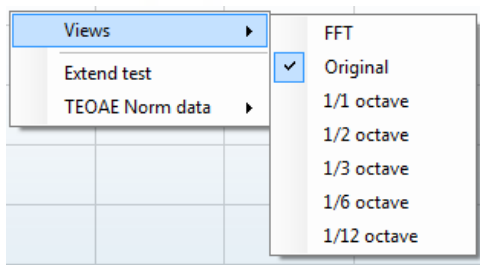 Views
Extend test
TEOAE Norm data
FFT
Original
1/1 octave
1/2 octave
1/3 octave
1/6 octave
1/12 octave